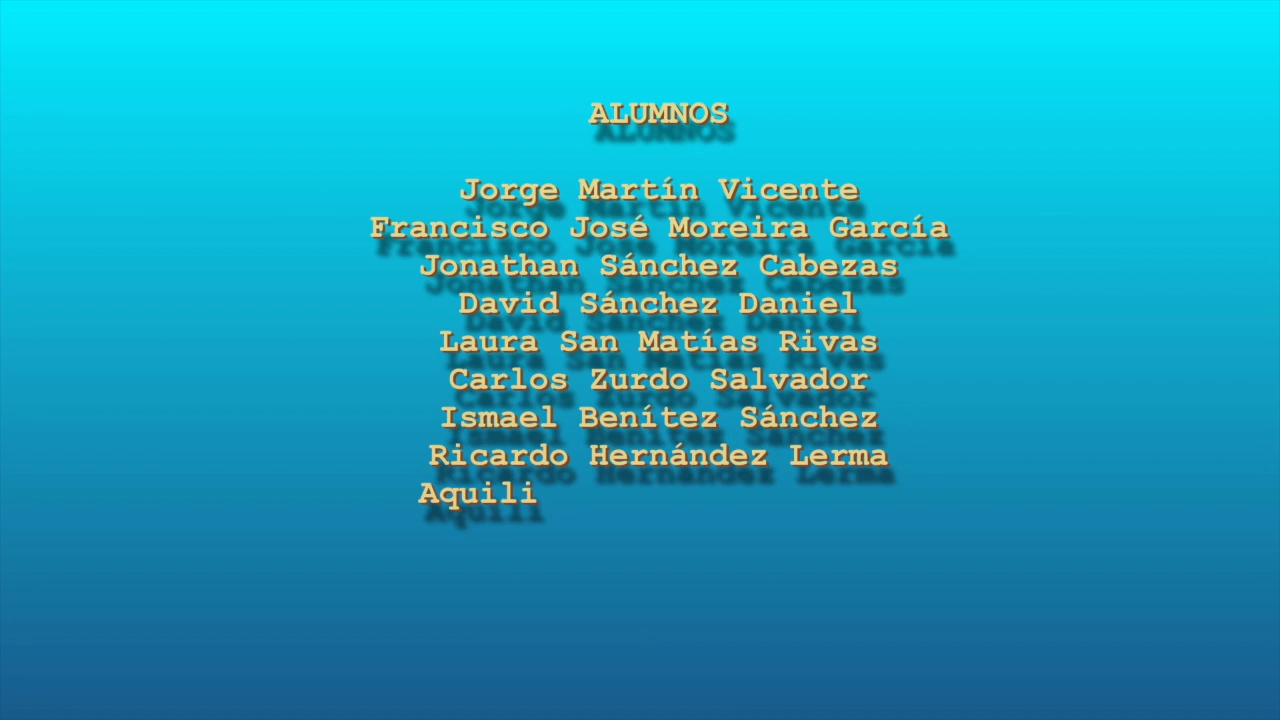 ALUMNOS
Jorge Martín Vicente
Francisco José Moreira García
Jonathan Sánchez Cabezas
David Sánchez Daniel
Laura San Matías Rivas
Carlos Zurdo Salvador
Ismael Benítez Sánchez
Ricardo Hernández Lerma
Aquili